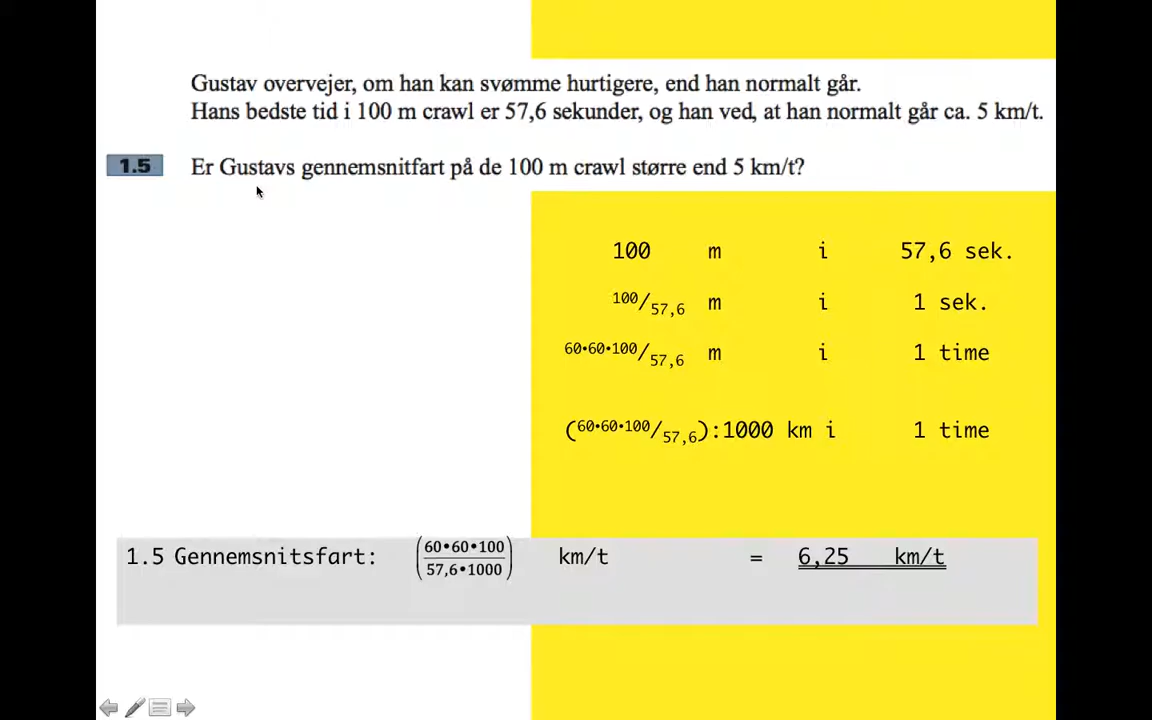 Gustav overvejer, om han kan svømme hurtigere, end han normalt går.
Hans bedste tid i 100 m crawl er 57,6 sekunder, og han ved, at han normalt går ca. 5 km/t.
1.5 Er Gustavs gennemsnitfart på de 100 m crawl større end 5 km/t?
100 m i 57,6 sek.
100/57,6 m i 1 sek.
60•60•100/57,6 m i 1 time
(60•60•100/57,6):1000 km i 1 time
1.5 Gennemsnitsfart: (60•60•100/57,6•1000) km/t = 6,25 km/t